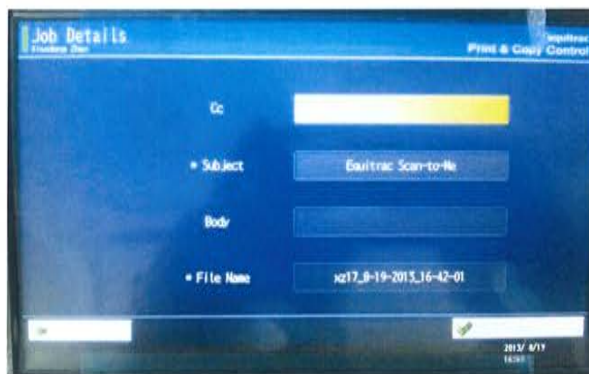 Job Details
equitrac
Print & Copy Control
Cc
* Subject
Equitrac Scan-to-Me
Body
* File Name
xz17_8-19-2013_16-42-01
2013/ 8/19